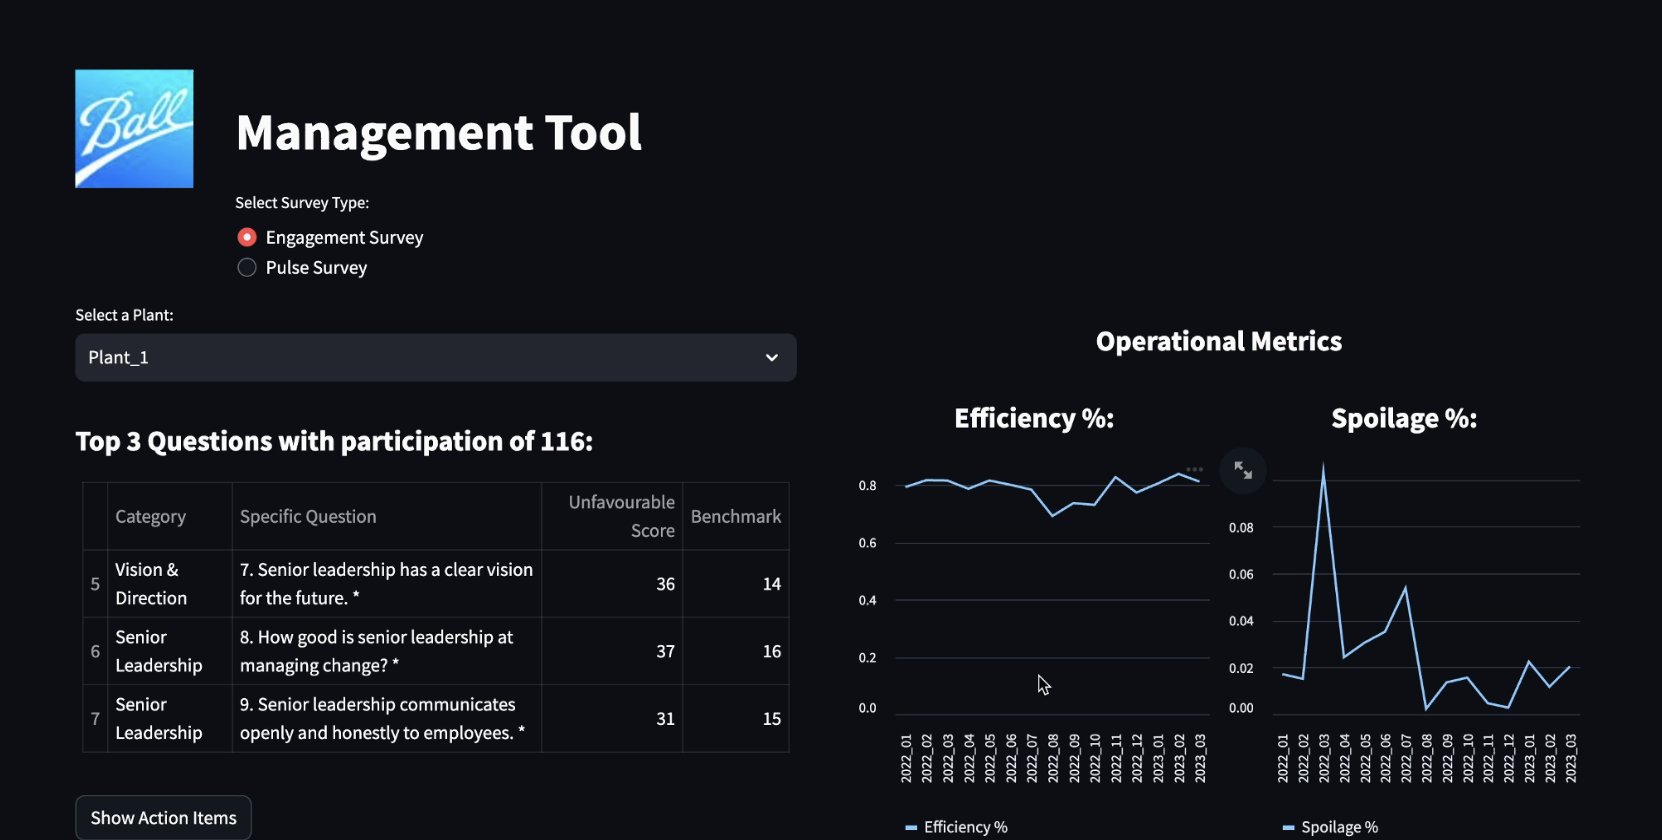 Ball
Management Tool
Select Survey Type:
Engagement Survey
Pulse Survey
Select a Plant:
Plant_1
Top 3 Questions with participation of 116:
Category
Specific Question
Unfavourable
Score
Benchmark
5
Vision &
Direction
7. Senior leadership has a clear vision
for the future. *
36
14
6
Senior
Leadership
8. How good is senior leadership at
managing change? *
37
16
7
Senior
Leadership
9. Senior leadership communicates
openly and honestly to employees. *
31
15
Show Action Items
Operational Metrics
Efficiency %:
0.8
0.6
0.4
0.2
0.0
2022_01
2022_02
2022_03
2022_04
2022_05
2022_06
2022_07
2022_08
2022_09
2022_10
2022_11
2022_12
2023_01
2023_02
2023_03
Efficiency %
Spoilage %:
0.08
0.06
0.04
0.02
0.00
2022_01
2022_02
2022_03
2022_04
2022_05
2022_06
2022_07
2022_08
2022_09
2022_10
2022_11
2022_12
2023_01
2023_02
2023_03
Spoilage %